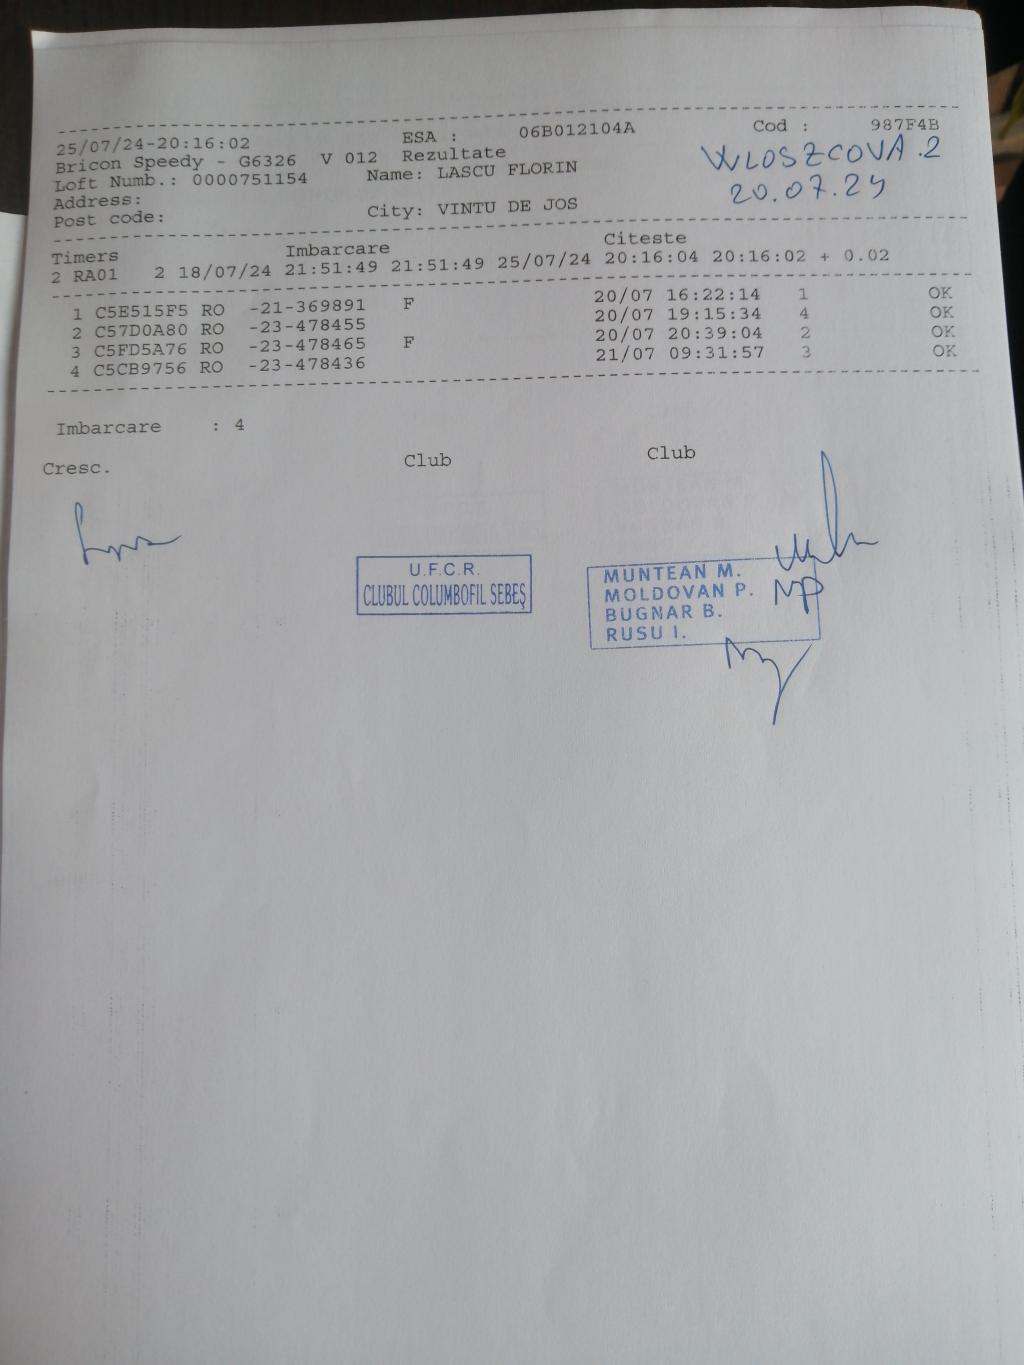 25/07/24-20:16:02 ESA : 06B012104A Cod : 987F4B
Bricon Speedy - G6326 V 012 Rezultate
WLOSZCOVA.2
Loft Numb.: 0000751154 Name: LASCU FLORIN
20.07.24
Address:
Post code: City: VINTU DE JOS
Timers Imbarcare Citeste
2 RA01 2 18/07/24 21:51:49 21:51:49 25/07/24 20:16:04 20:16:02 + 0.02
1 C5E515F5 RO -21-369891 F 20/07 16:22:14 1 OK
2 C57D0A80 RO -23-478455 20/07 19:15:34 4 OK
3 C5FD5A76 RO -23-478465 F 20/07 20:39:04 2 OK
4 C5CB9756 RO -23-478436 21/07 09:31:57 3 OK
Imbarcare : 4
Cresc. Club Club
U.F.C.R.
CLUBUL COLUMBOFIL SEBEȘ
MUNTEAN M.
MOLDOVAN P.
BUGNAR B.
RUSU I.